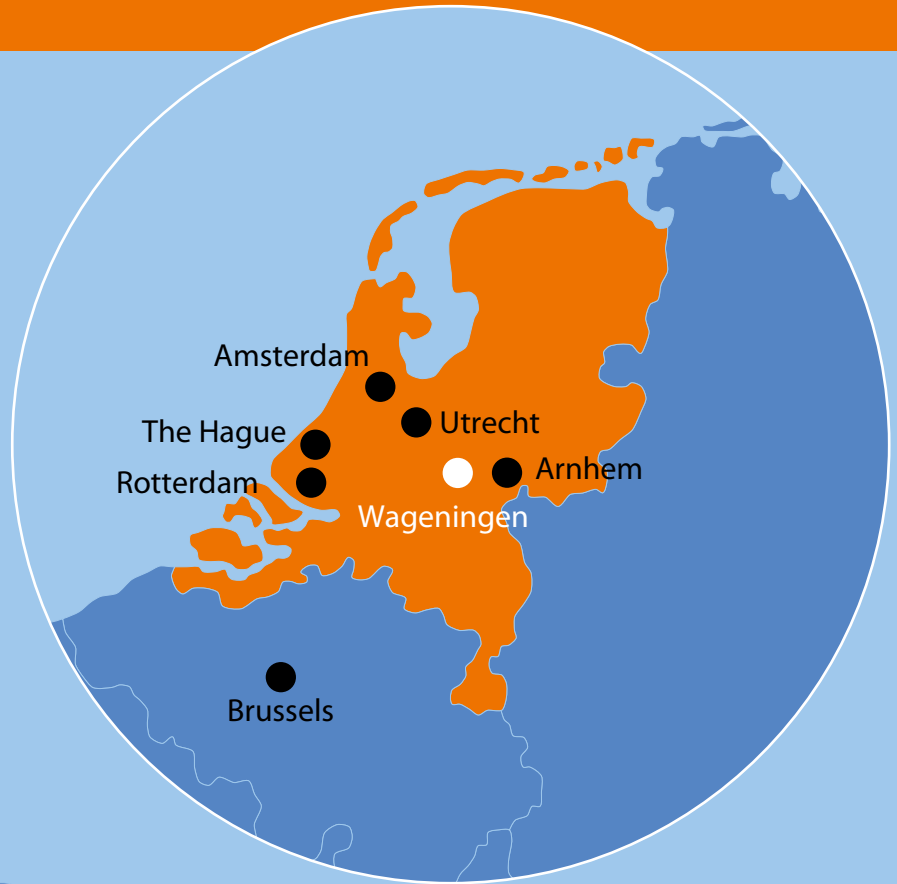 Amsterdam
Utrecht
The Hague
Arnhem
Rotterdam
Wageningen
Brussels